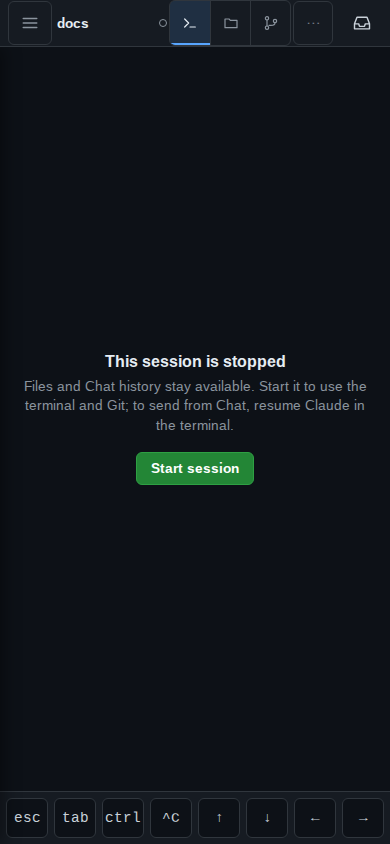 docs
This session is stopped
Files and Chat history stay available. Start it to use the
terminal and Git; to send from Chat, resume Claude in
the terminal.
Start session
esc tab ctrl ^C ↑ ↓ ← →